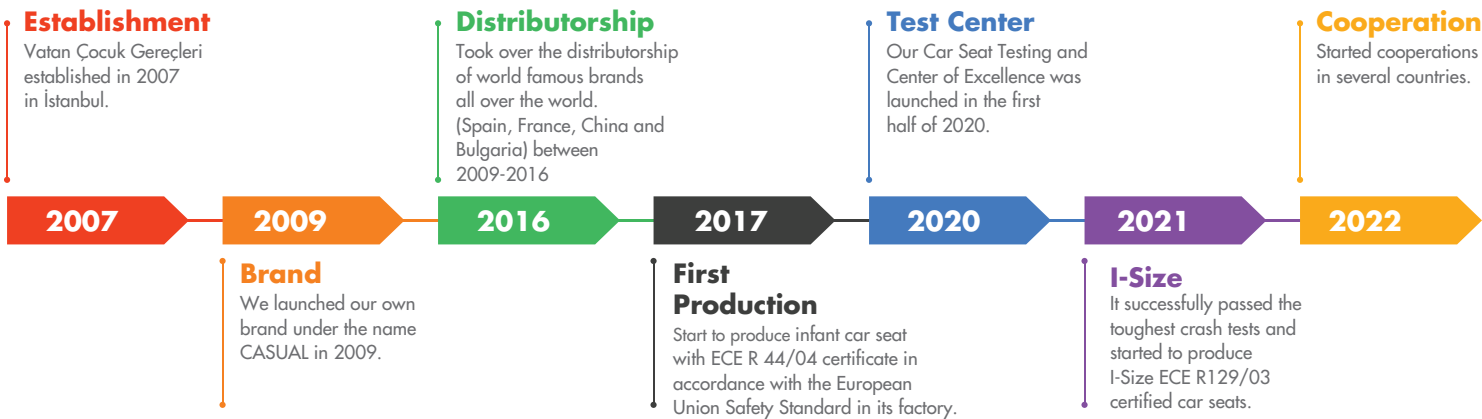 Establishment
Vatan Çocuk Gereçleri
established in 2007
in İstanbul.
Distributorship
Took over the distributorship
of world famous brands
all over the world.
(Spain, France, China and
Bulgaria) between
2009-2016
Test Center
Our Car Seat Testing and
Center of Excellence was
launched in the first
half of 2020.
Cooperation
Started cooperations
in several countries.
2007
2009
2016
2017
2020
2021
2022
Brand
We launched our own
brand under the name
CASUAL in 2009.
First
Production
Start to produce infant car seat
with ECE R 44/04 certificate in
accordance with the European
Union Safety Standard in its factory.
I-Size
It successfully passed the
toughest crash tests and
started to produce
I-Size ECE R129/03
certified car seats.